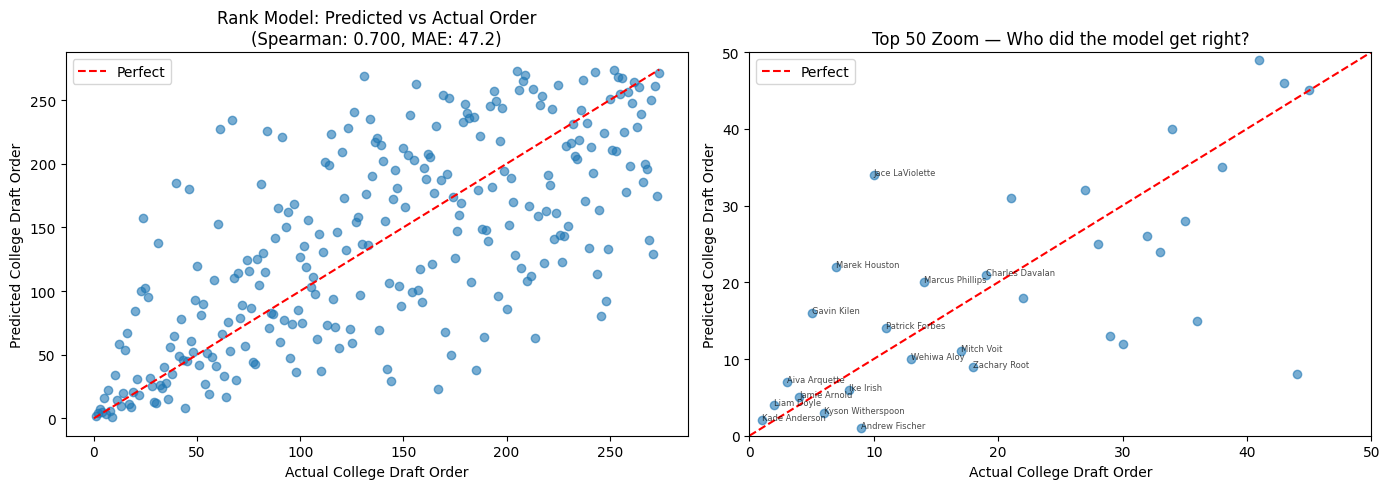 Rank Model: Predicted vs Actual Order
(Spearman: 0.700, MAE: 47.2)
Perfect
Predicted College Draft Order
250
200
150
100
50
0
0 50 100 150 200 250
Actual College Draft Order
Top 50 Zoom — Who did the model get right?
Perfect
Predicted College Draft Order
50
40
30
20
10
0
Jace LaViolette
Marek Houston
Charles Davalan
Marcus Phillips
Gavin Kilen
Patrick Forbes
Mitch Voit
Wehiwa Aloy
Zachary Root
Aiva Arquette
Ike Irish
Jamie Arnold
Liam Doyle
Kyson Witherspoon
Kade Anderson
Andrew Fischer
0 10 20 30 40 50
Actual College Draft Order